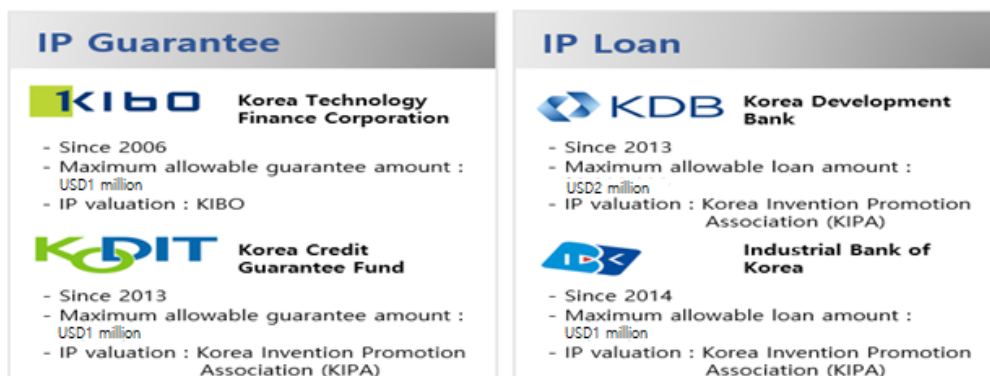 IP Guarantee
KIBO
Korea Technology
Finance Corporation
- Since 2006
- Maximum allowable guarantee amount :
USD1 million
- IP valuation : KIBO
KODIT
Korea Credit
Guarantee Fund
- Since 2013
- Maximum allowable guarantee amount :
USD1 million
- IP valuation : Korea Invention Promotion
Association (KIPA)
IP Loan
KDB
Korea Development
Bank
- Since 2013
- Maximum allowable loan amount :
USD2 million
- IP valuation : Korea Invention Promotion
Association (KIPA)
IBK
Industrial Bank of
Korea
- Since 2014
- Maximum allowable loan amount :
USD1 million
- IP valuation : Korea Invention Promotion
Association (KIPA)